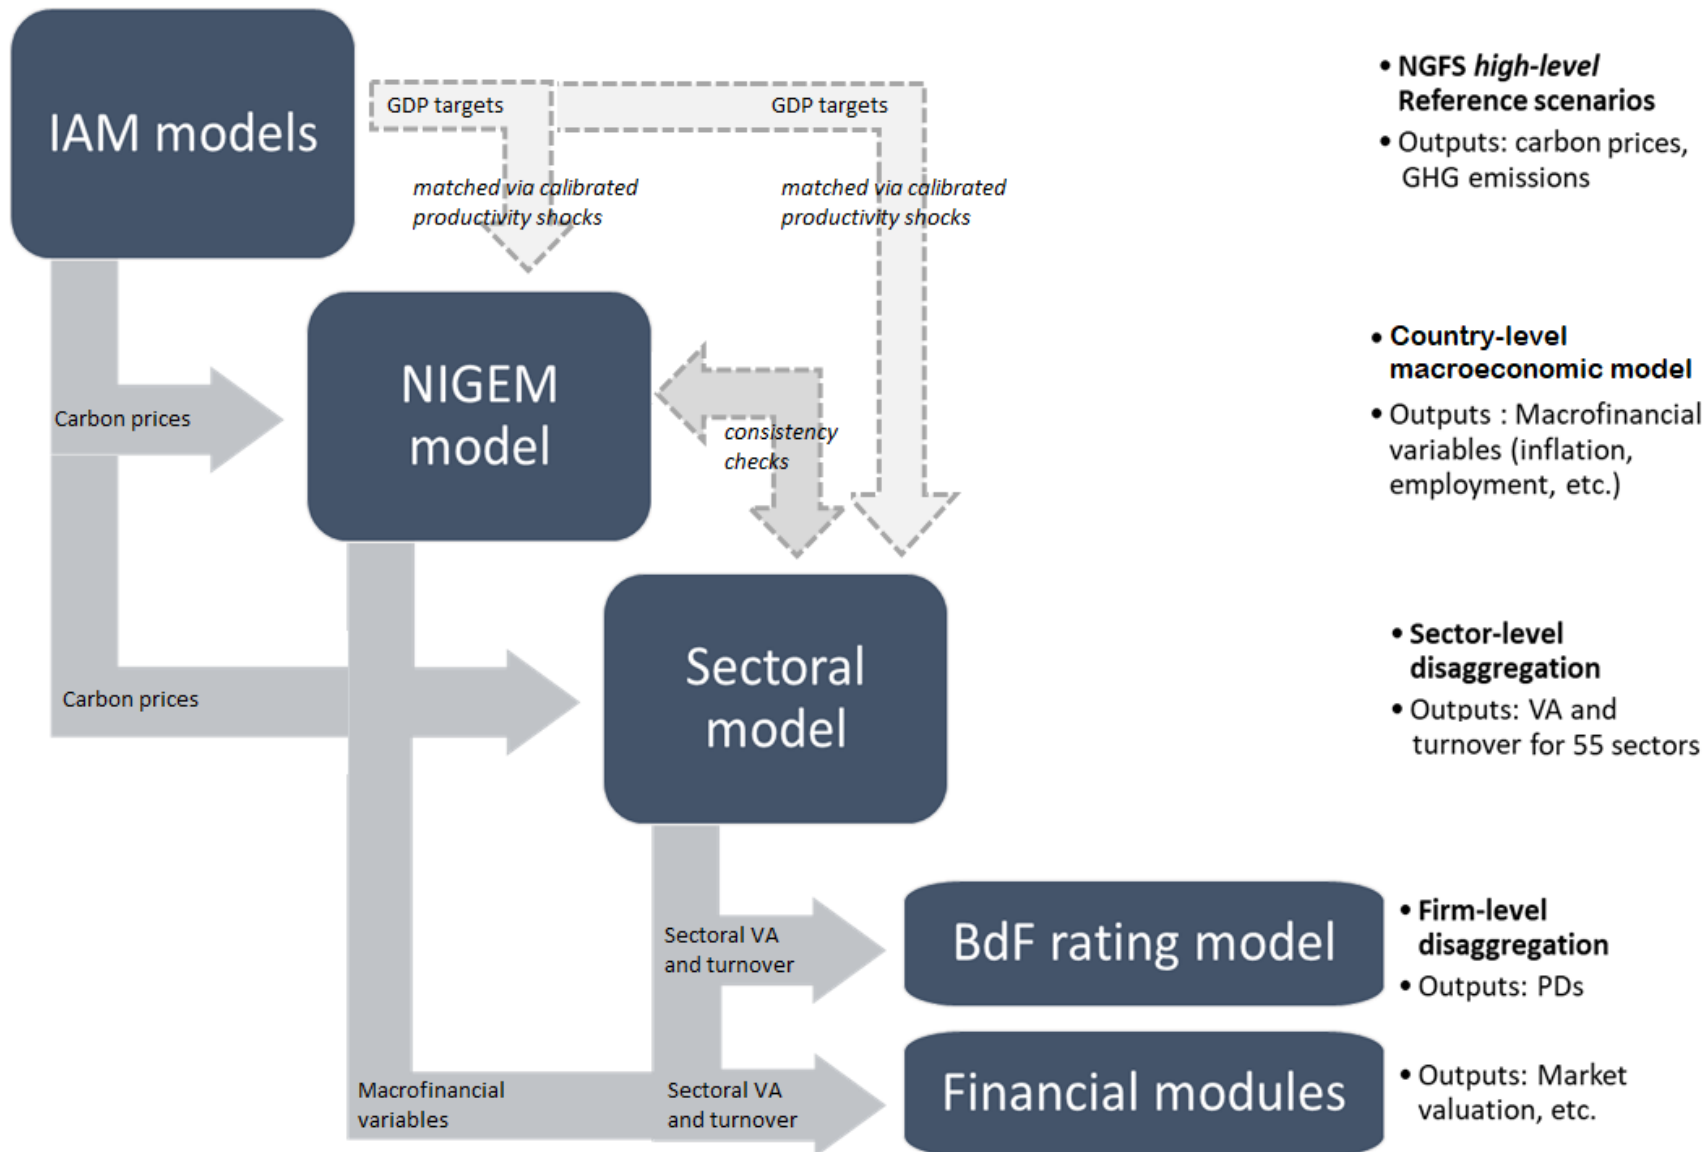 IAM models
GDP targets
GDP targets
matched via calibrated
productivity shocks
matched via calibrated
productivity shocks
• NGFS high-level
Reference scenarios
• Outputs: carbon prices,
GHG emissions
Carbon prices
NIGEM
model
consistency
checks
• Country-level
macroeconomic model
• Outputs : Macrofinancial
variables (inflation,
employment, etc.)
Carbon prices
Sectoral
model
• Sector-level
disaggregation
• Outputs: VA and
turnover for 55 sectors
Sectoral VA
and turnover
BdF rating model
• Firm-level
disaggregation
• Outputs: PDs
Macrofinancial
variables
Sectoral VA
and turnover
Financial modules
• Outputs: Market
valuation, etc.